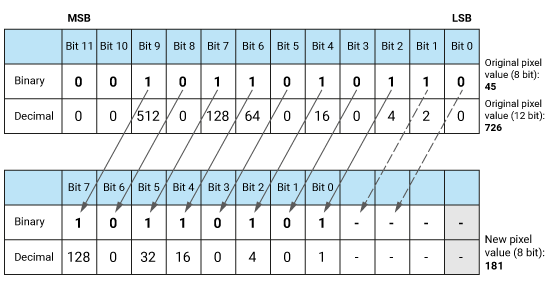 MSB LSB
Bit 11 Bit 10 Bit 9 Bit 8 Bit 7 Bit 6 Bit 5 Bit 4 Bit 3 Bit 2 Bit 1 Bit 0
Binary 0 0 1 0 1 1 0 1 0 1 1 0
Decimal 0 0 512 0 128 64 0 16 0 4 2 0
Original pixel
value (8 bit):
45
Original pixel
value (12 bit):
726
Bit 7 Bit 6 Bit 5 Bit 4 Bit 3 Bit 2 Bit 1 Bit 0
Binary 1 0 1 1 0 1 0 1 - - - -
Decimal 128 0 32 16 0 4 0 1 - - - -
New pixel
value (8 bit):
181